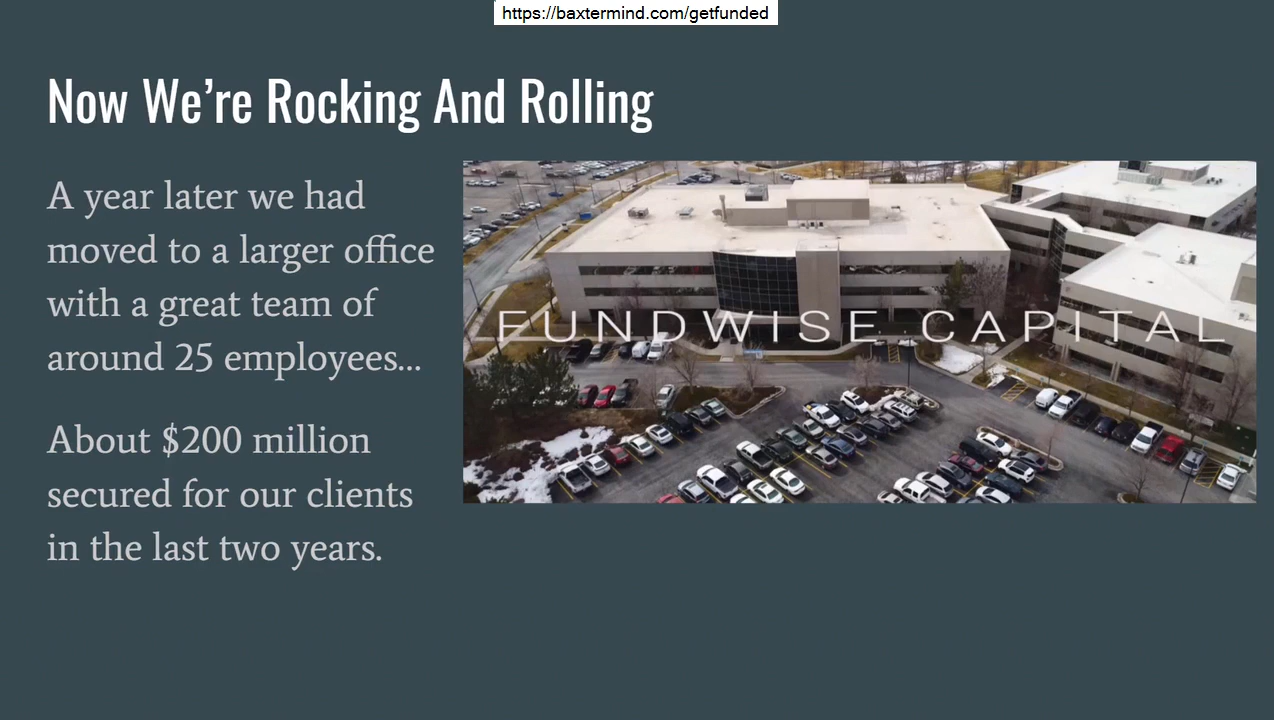 https://baxtermind.com/getfunded
Now We’re Rocking And Rolling
A year later we had
moved to a larger office
with a great team of
around 25 employees...
About $200 million
secured for our clients
in the last two years.
FUNDWISE CAPITAL